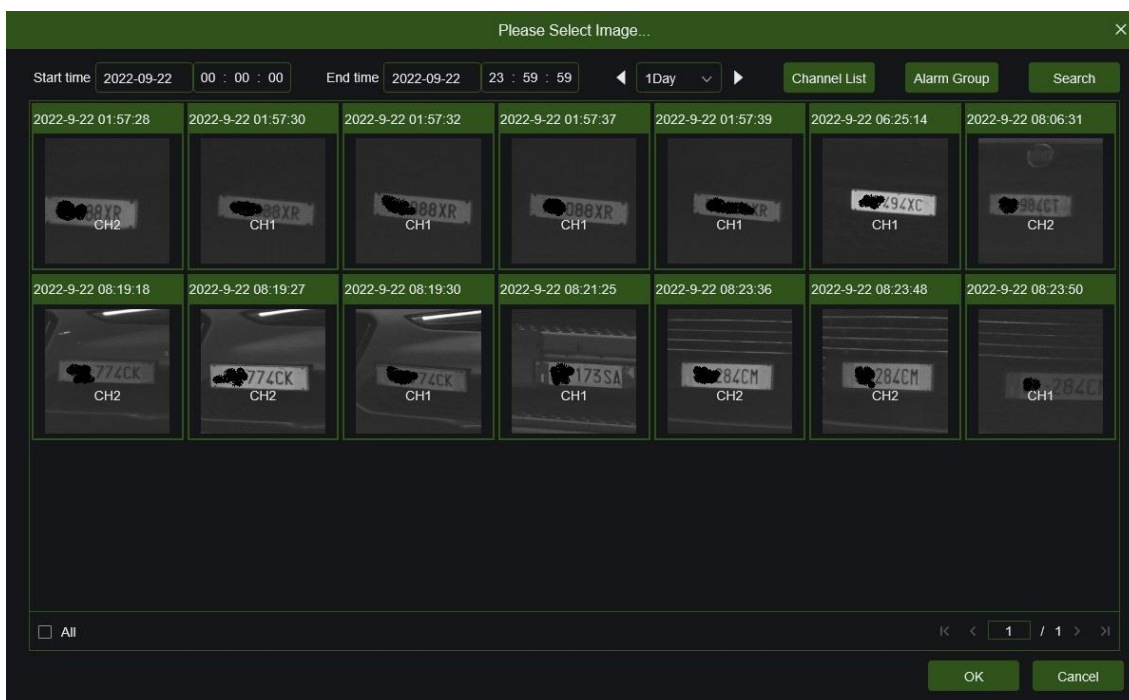 Please Select Image...
Start time 2022-09-22 00 : 00 : 00 End time 2022-09-22 23 : 59 : 59 1Day Channel List Alarm Group Search
2022-9-22 01:57:28 2022-9-22 01:57:30 2022-9-22 01:57:32 2022-9-22 01:57:37 2022-9-22 01:57:39 2022-9-22 06:25:14 2022-9-22 08:06:31
88XR 88XR 088XR 088XR XR 494XC 984CT
CH2 CH1 CH1 CH1 CH1 CH1 CH2
2022-9-22 08:19:18 2022-9-22 08:19:27 2022-9-22 08:19:30 2022-9-22 08:21:25 2022-9-22 08:23:36 2022-9-22 08:23:48 2022-9-22 08:23:50
774CK 774CK 74CK 173SA 284CM 284CM
CH2 CH2 CH1 CH1 CH2 CH2 CH1
All 1 / 1
OK Cancel